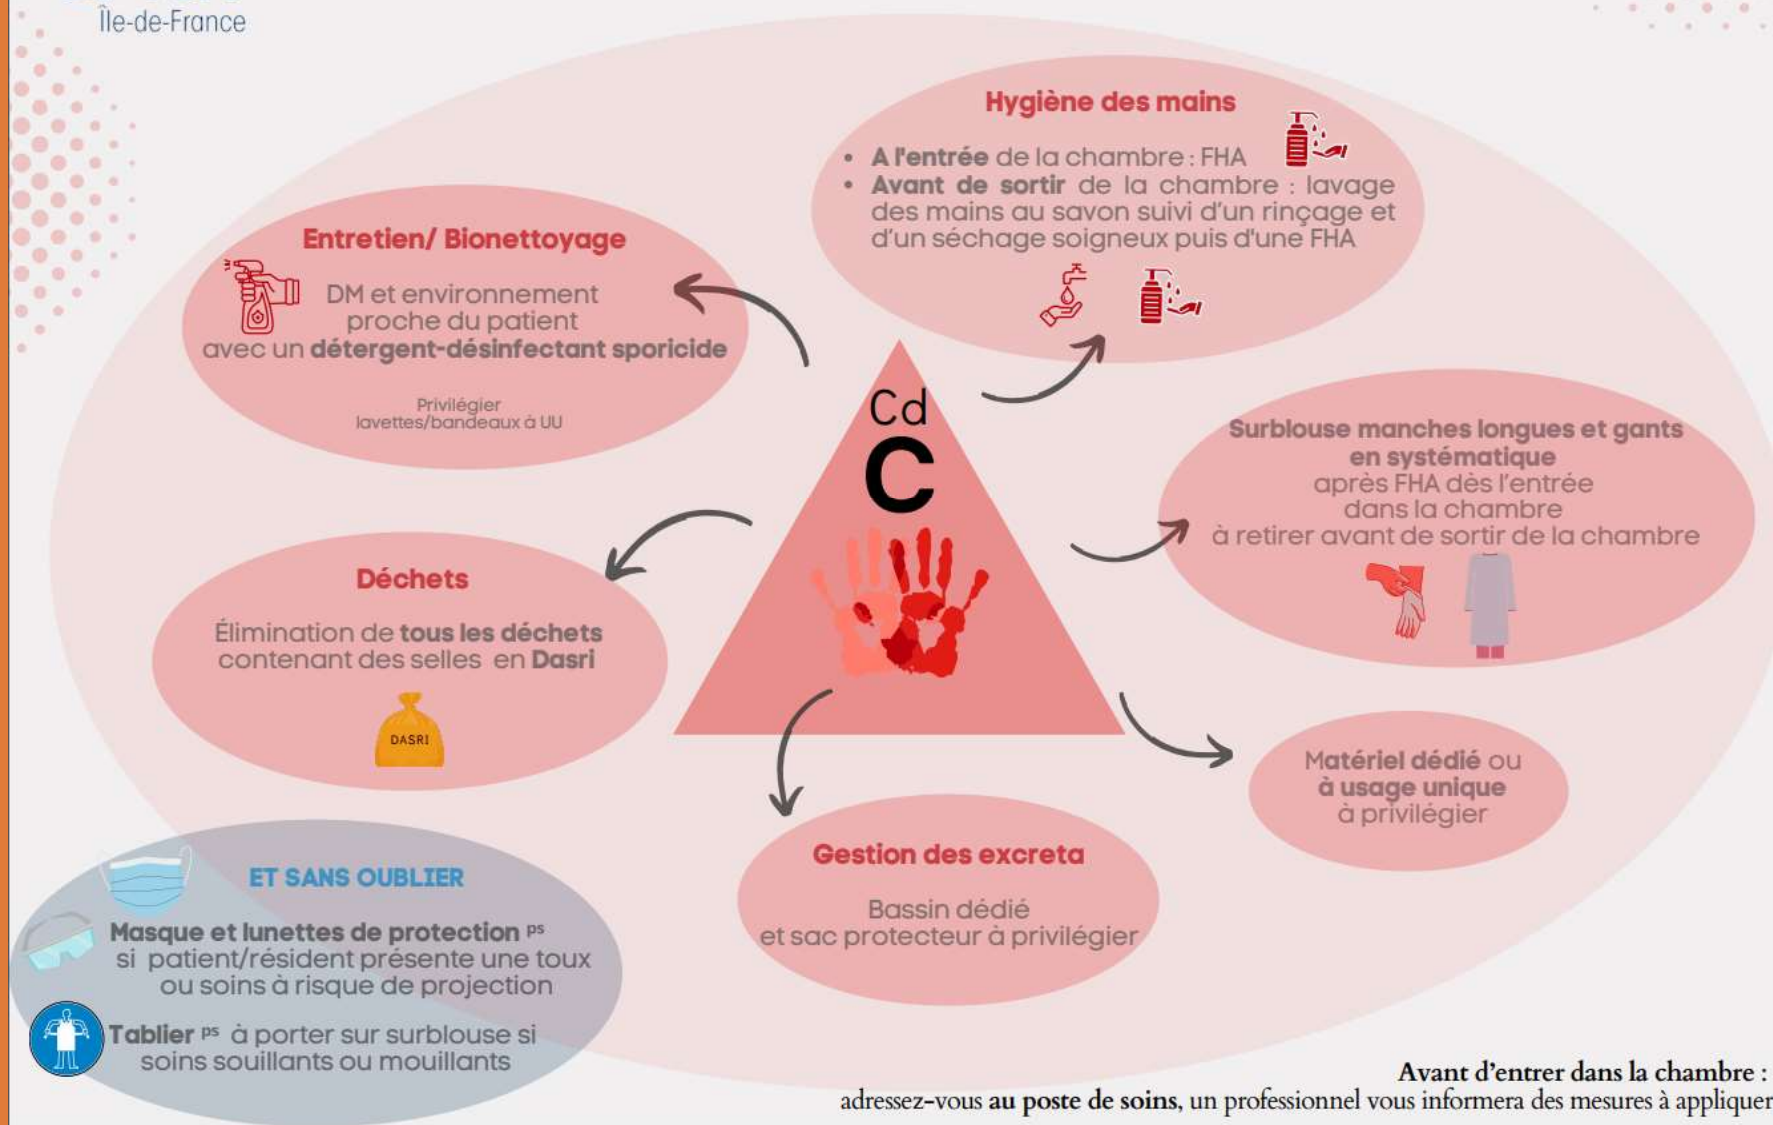 Île-de-France
Hygiène des mains
• A l'entrée de la chambre : FHA
• Avant de sortir de la chambre : lavage
des mains au savon suivi d'un rinçage et
d'un séchage soigneux puis d'une FHA
Entretien/ Bionettoyage
DM et environnement
proche du patient
avec un détergent-désinfectant sporicide
Privilégier
lavettes/bandeaux à UU
Cd
C
Surblouse manches longues et gants
en systématique
après FHA dès l'entrée
dans la chambre
à retirer avant de sortir de la chambre
Déchets
Élimination de tous les déchets
contenant des selles en Dasri
DASRI
Matériel dédié ou
à usage unique
à privilégier
Gestion des excreta
Bassin dédié
et sac protecteur à privilégier
ET SANS OUBLIER
Masque et lunettes de protection ps
si patient/résident présente une toux
ou soins à risque de projection
Tablier ps à porter sur surblouse si
soins souillants ou mouillants
Avant d'entrer dans la chambre :
adressez-vous au poste de soins, un professionnel vous informera des mesures à appliquer